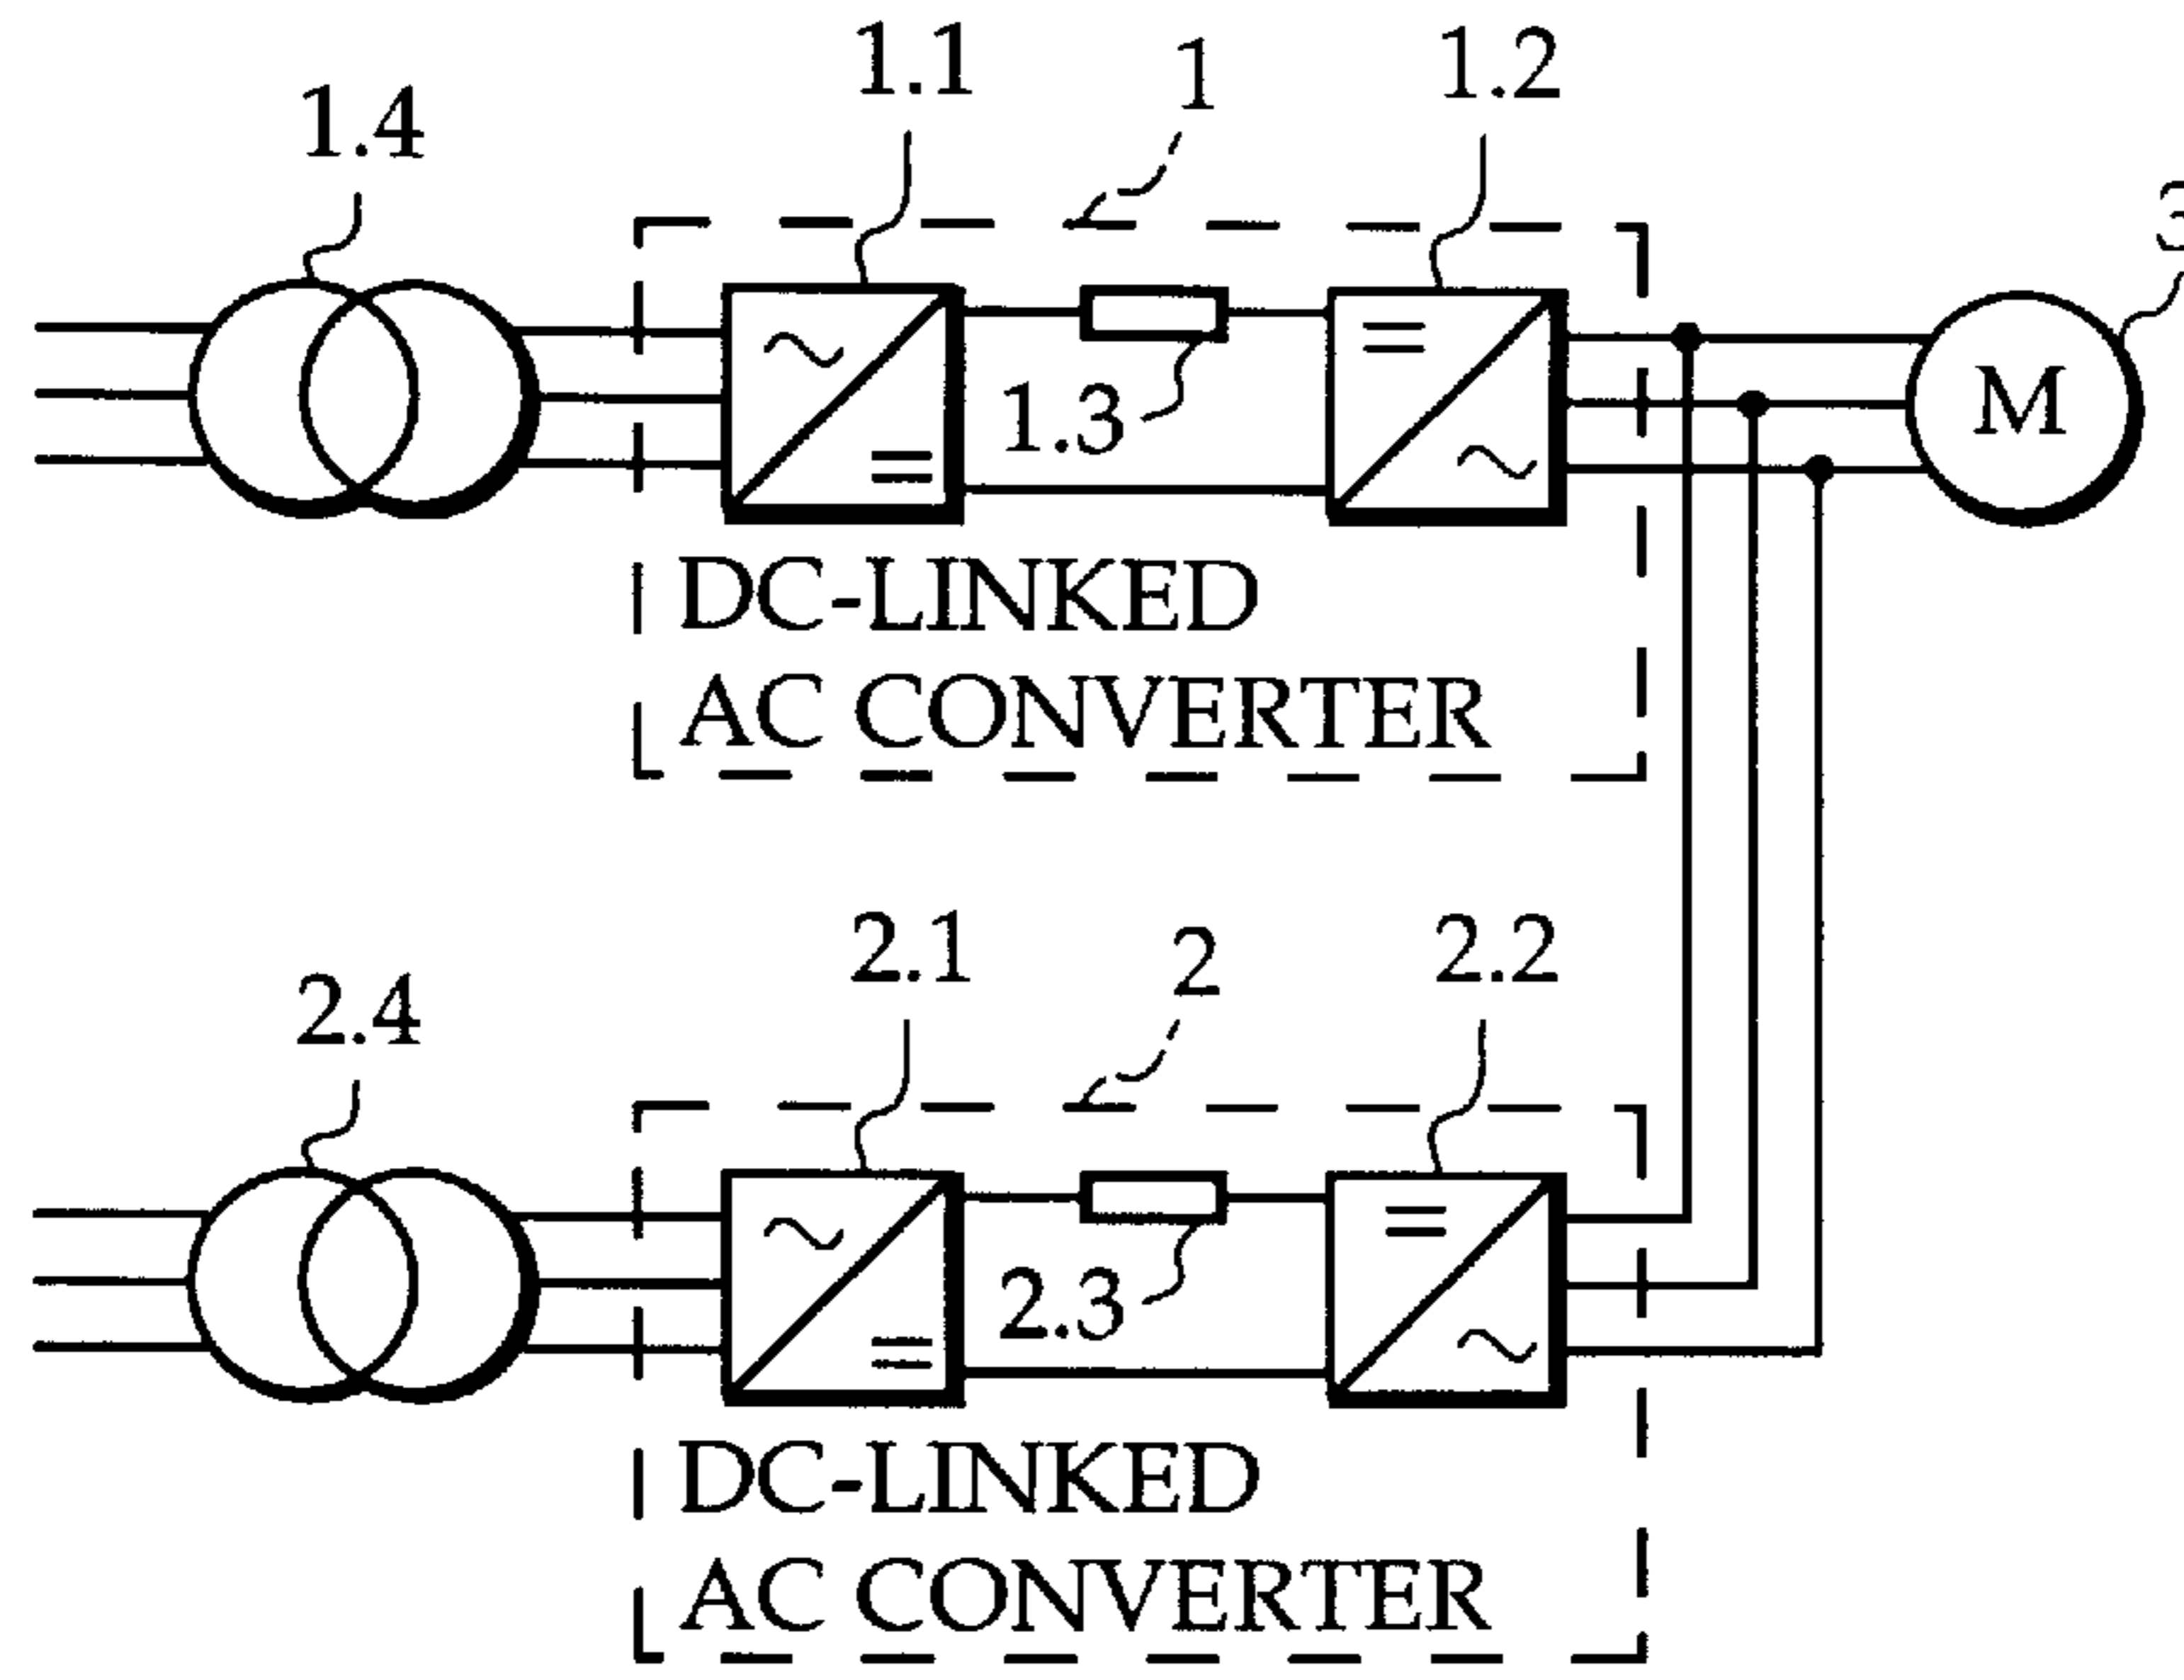 1.1
1
1.2
1.4
3
M
1.3
DC-LINKED
AC CONVERTER
2.1
2
2.2
2.4
2.3
DC-LINKED
AC CONVERTER